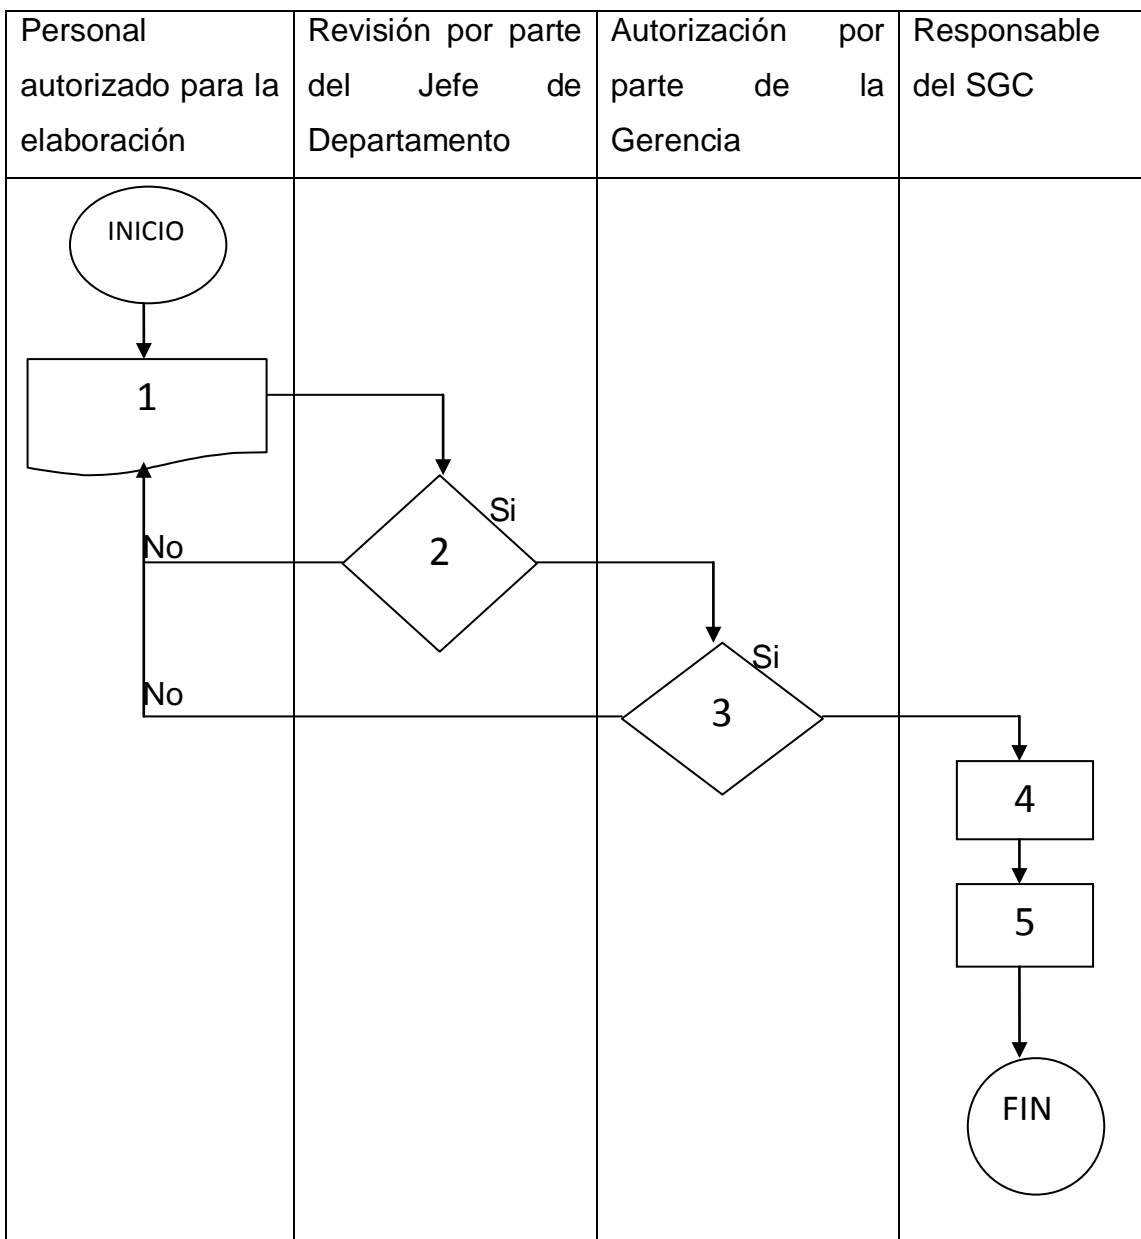 Personal
autorizado para la
elaboración
Revisión por parte
del Jefe de
Departamento
Autorización por
parte de la
Gerencia
Responsable
del SGC
INICIO
1
Si
2
No
Si
No
3
4
5
FIN